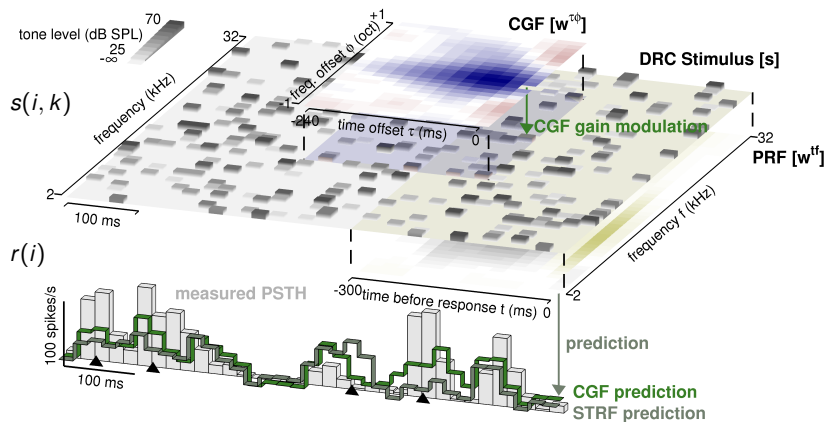 tone level (dB SPL)
70
25
-∞
32
+1
CGF [w^τϕ]
DRC Stimulus [s]
freq. offset ϕ (oct)
-1
frequency (kHz)
s(i, k)
-240
time offset τ (ms)
0
CGF gain modulation
32
PRF [w^tf]
2
100 ms
frequency f (kHz)
r(i)
-300
time before response t (ms)
0
2
measured PSTH
100 spikes/s
prediction
100 ms
CGF prediction
STRF prediction